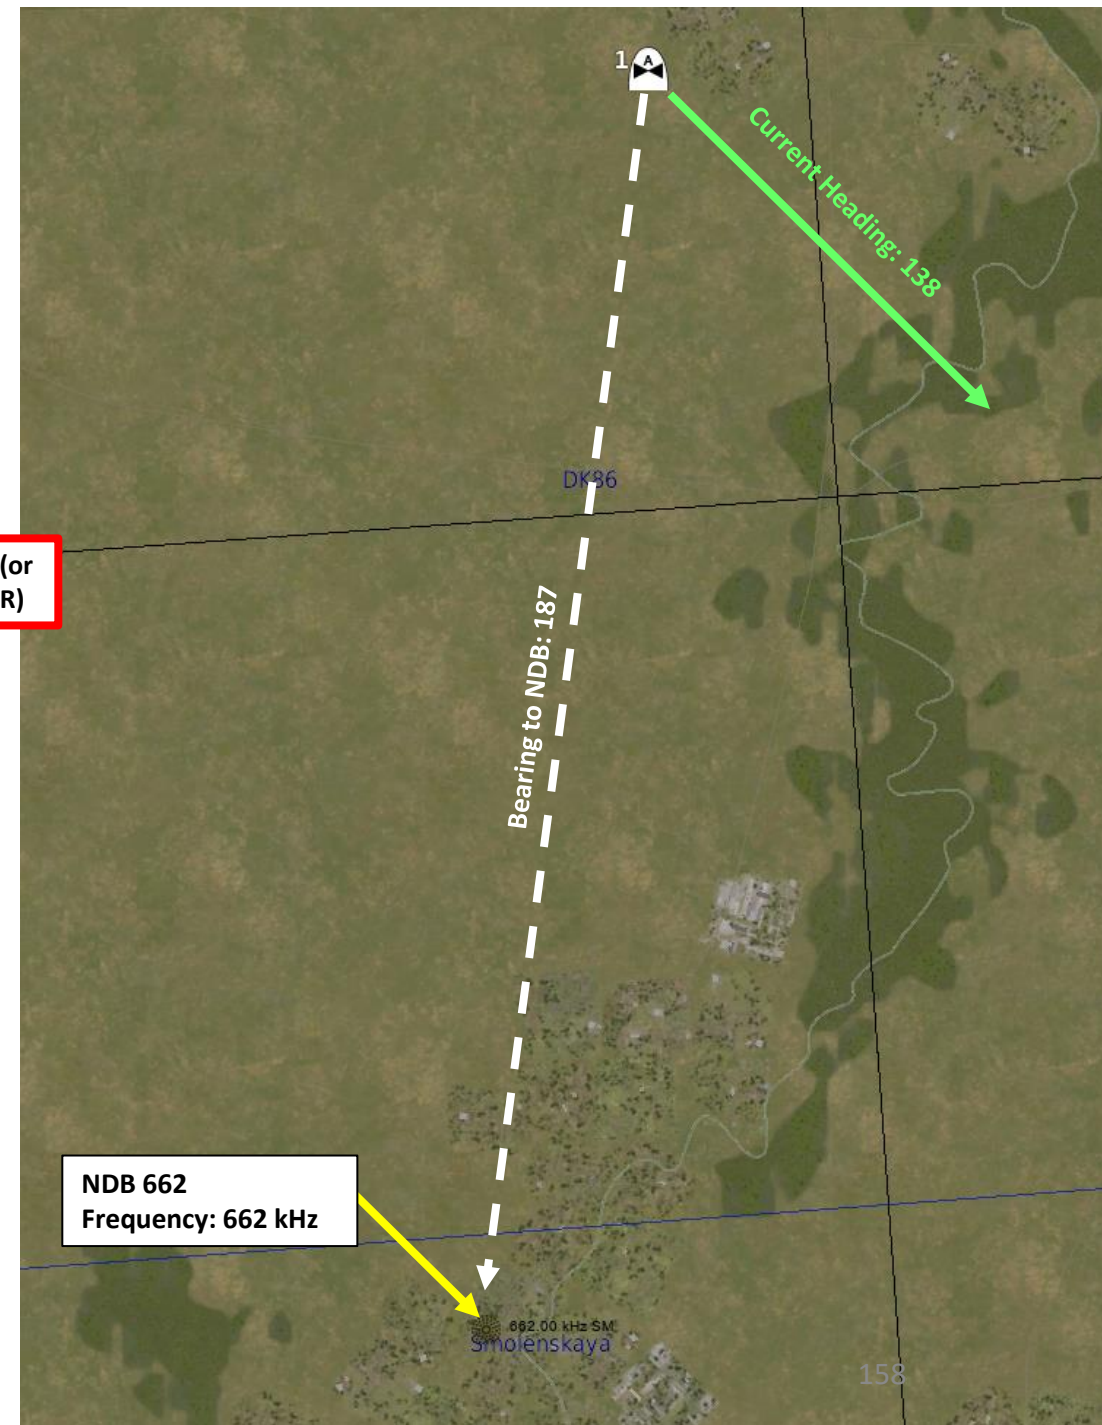 1
A
Current Heading: 138
DK86
(or
R)
Bearing to NDB: 187
NDB 662
Frequency: 662 kHz
662.00 kHz SM
Smolenskaya
158